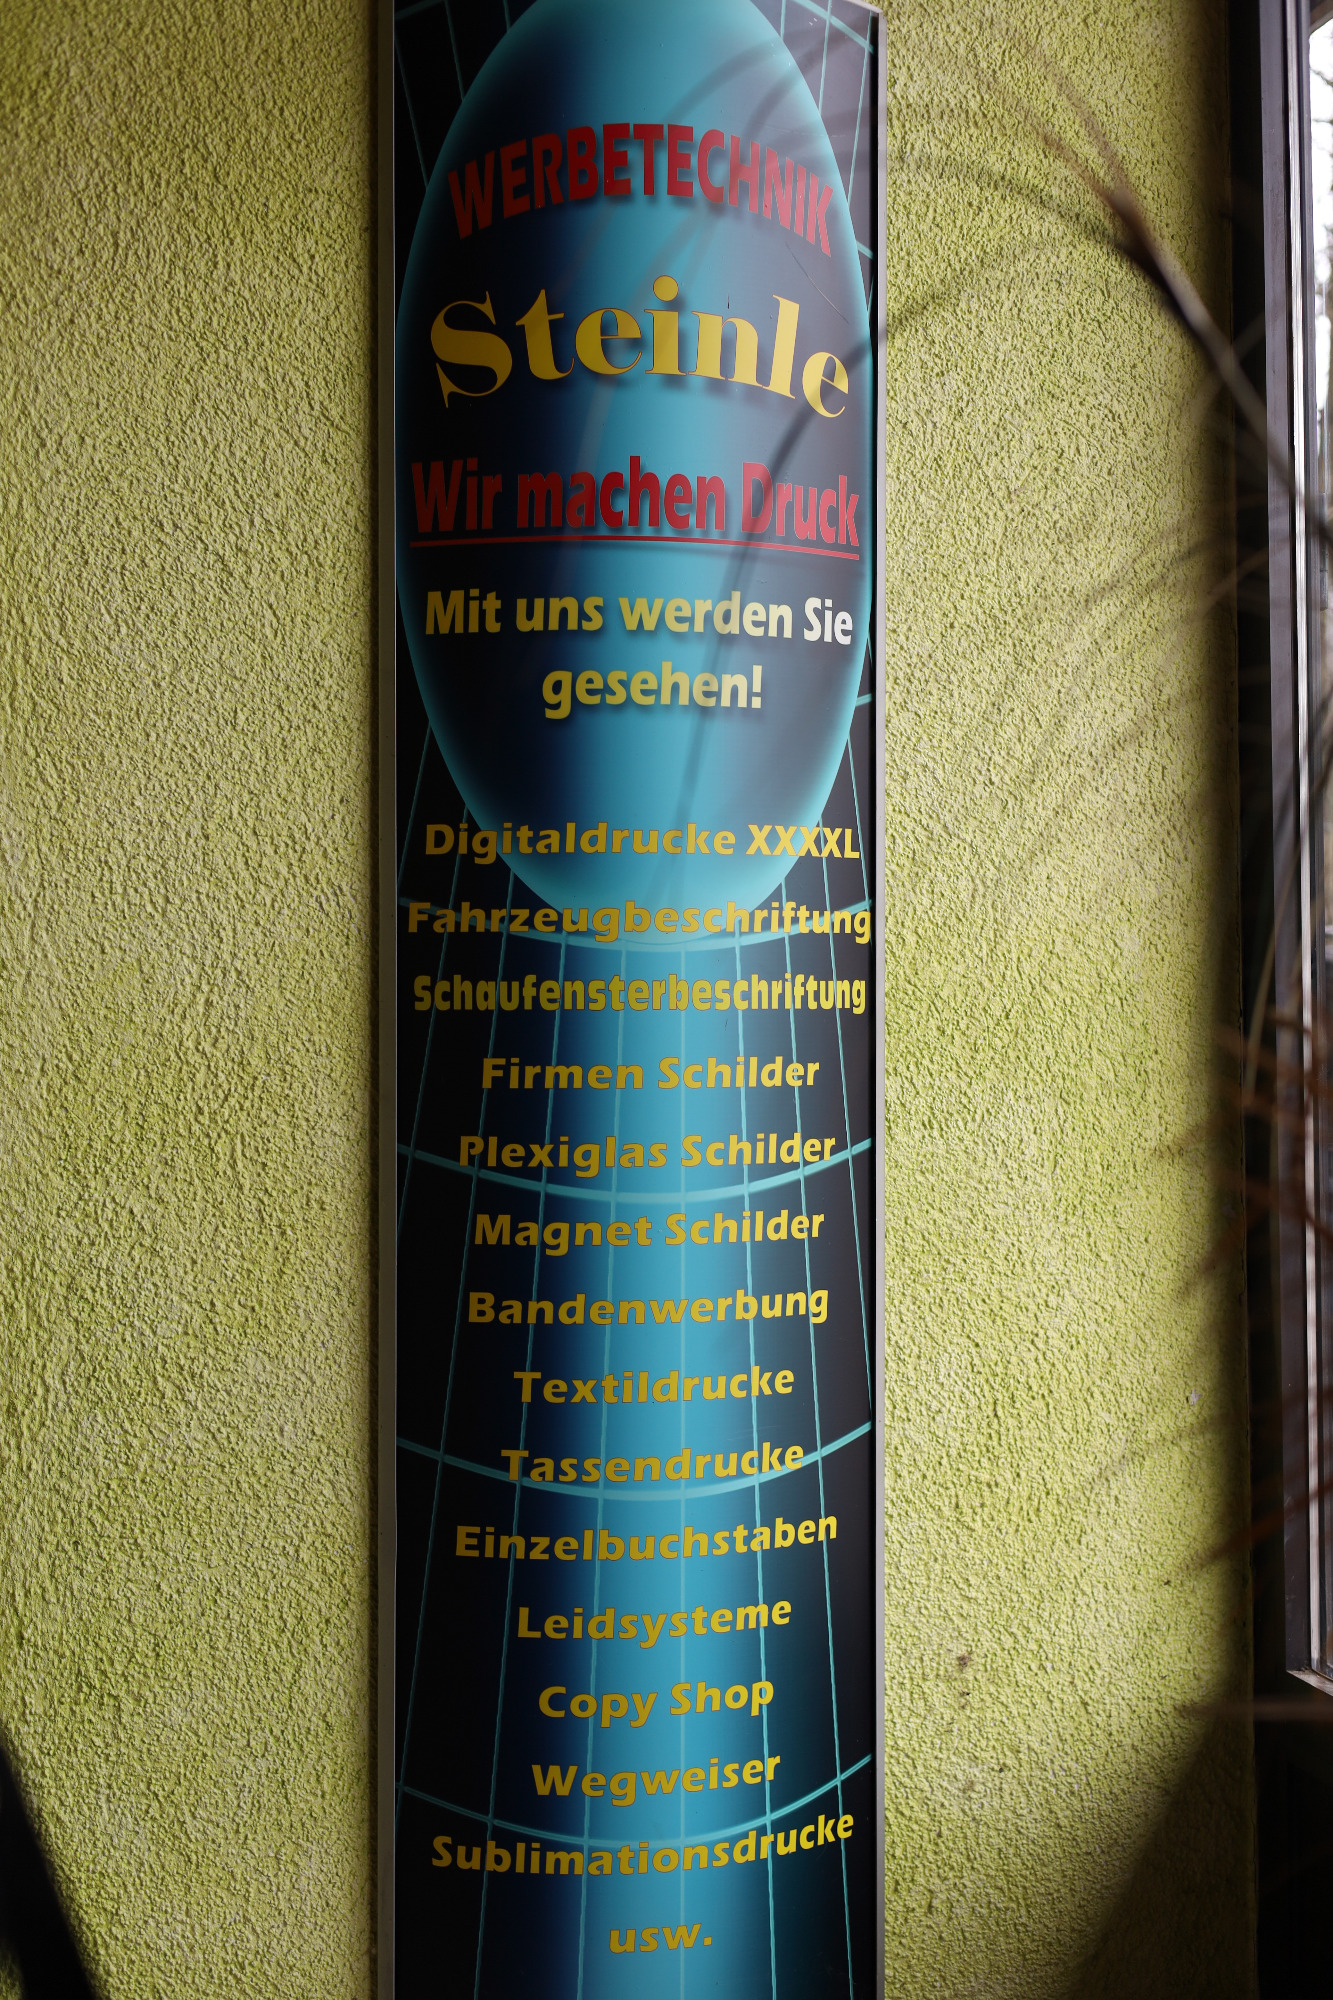 WERBETECHNIK
Steinle
Wir machen Druck
Mit uns werden Sie
gesehen!
Digitaldrucke XXXXL
Fahrzeugbeschriftung
Schaufensterbeschriftung
Firmen Schilder
Plexiglas Schilder
Magnet Schilder
Bandenwerbung
Textildrucke
Tassendrucke
Einzelbuchstaben
Leidsysteme
Copy Shop
Wegweiser
Sublimationsdrucke
usw.